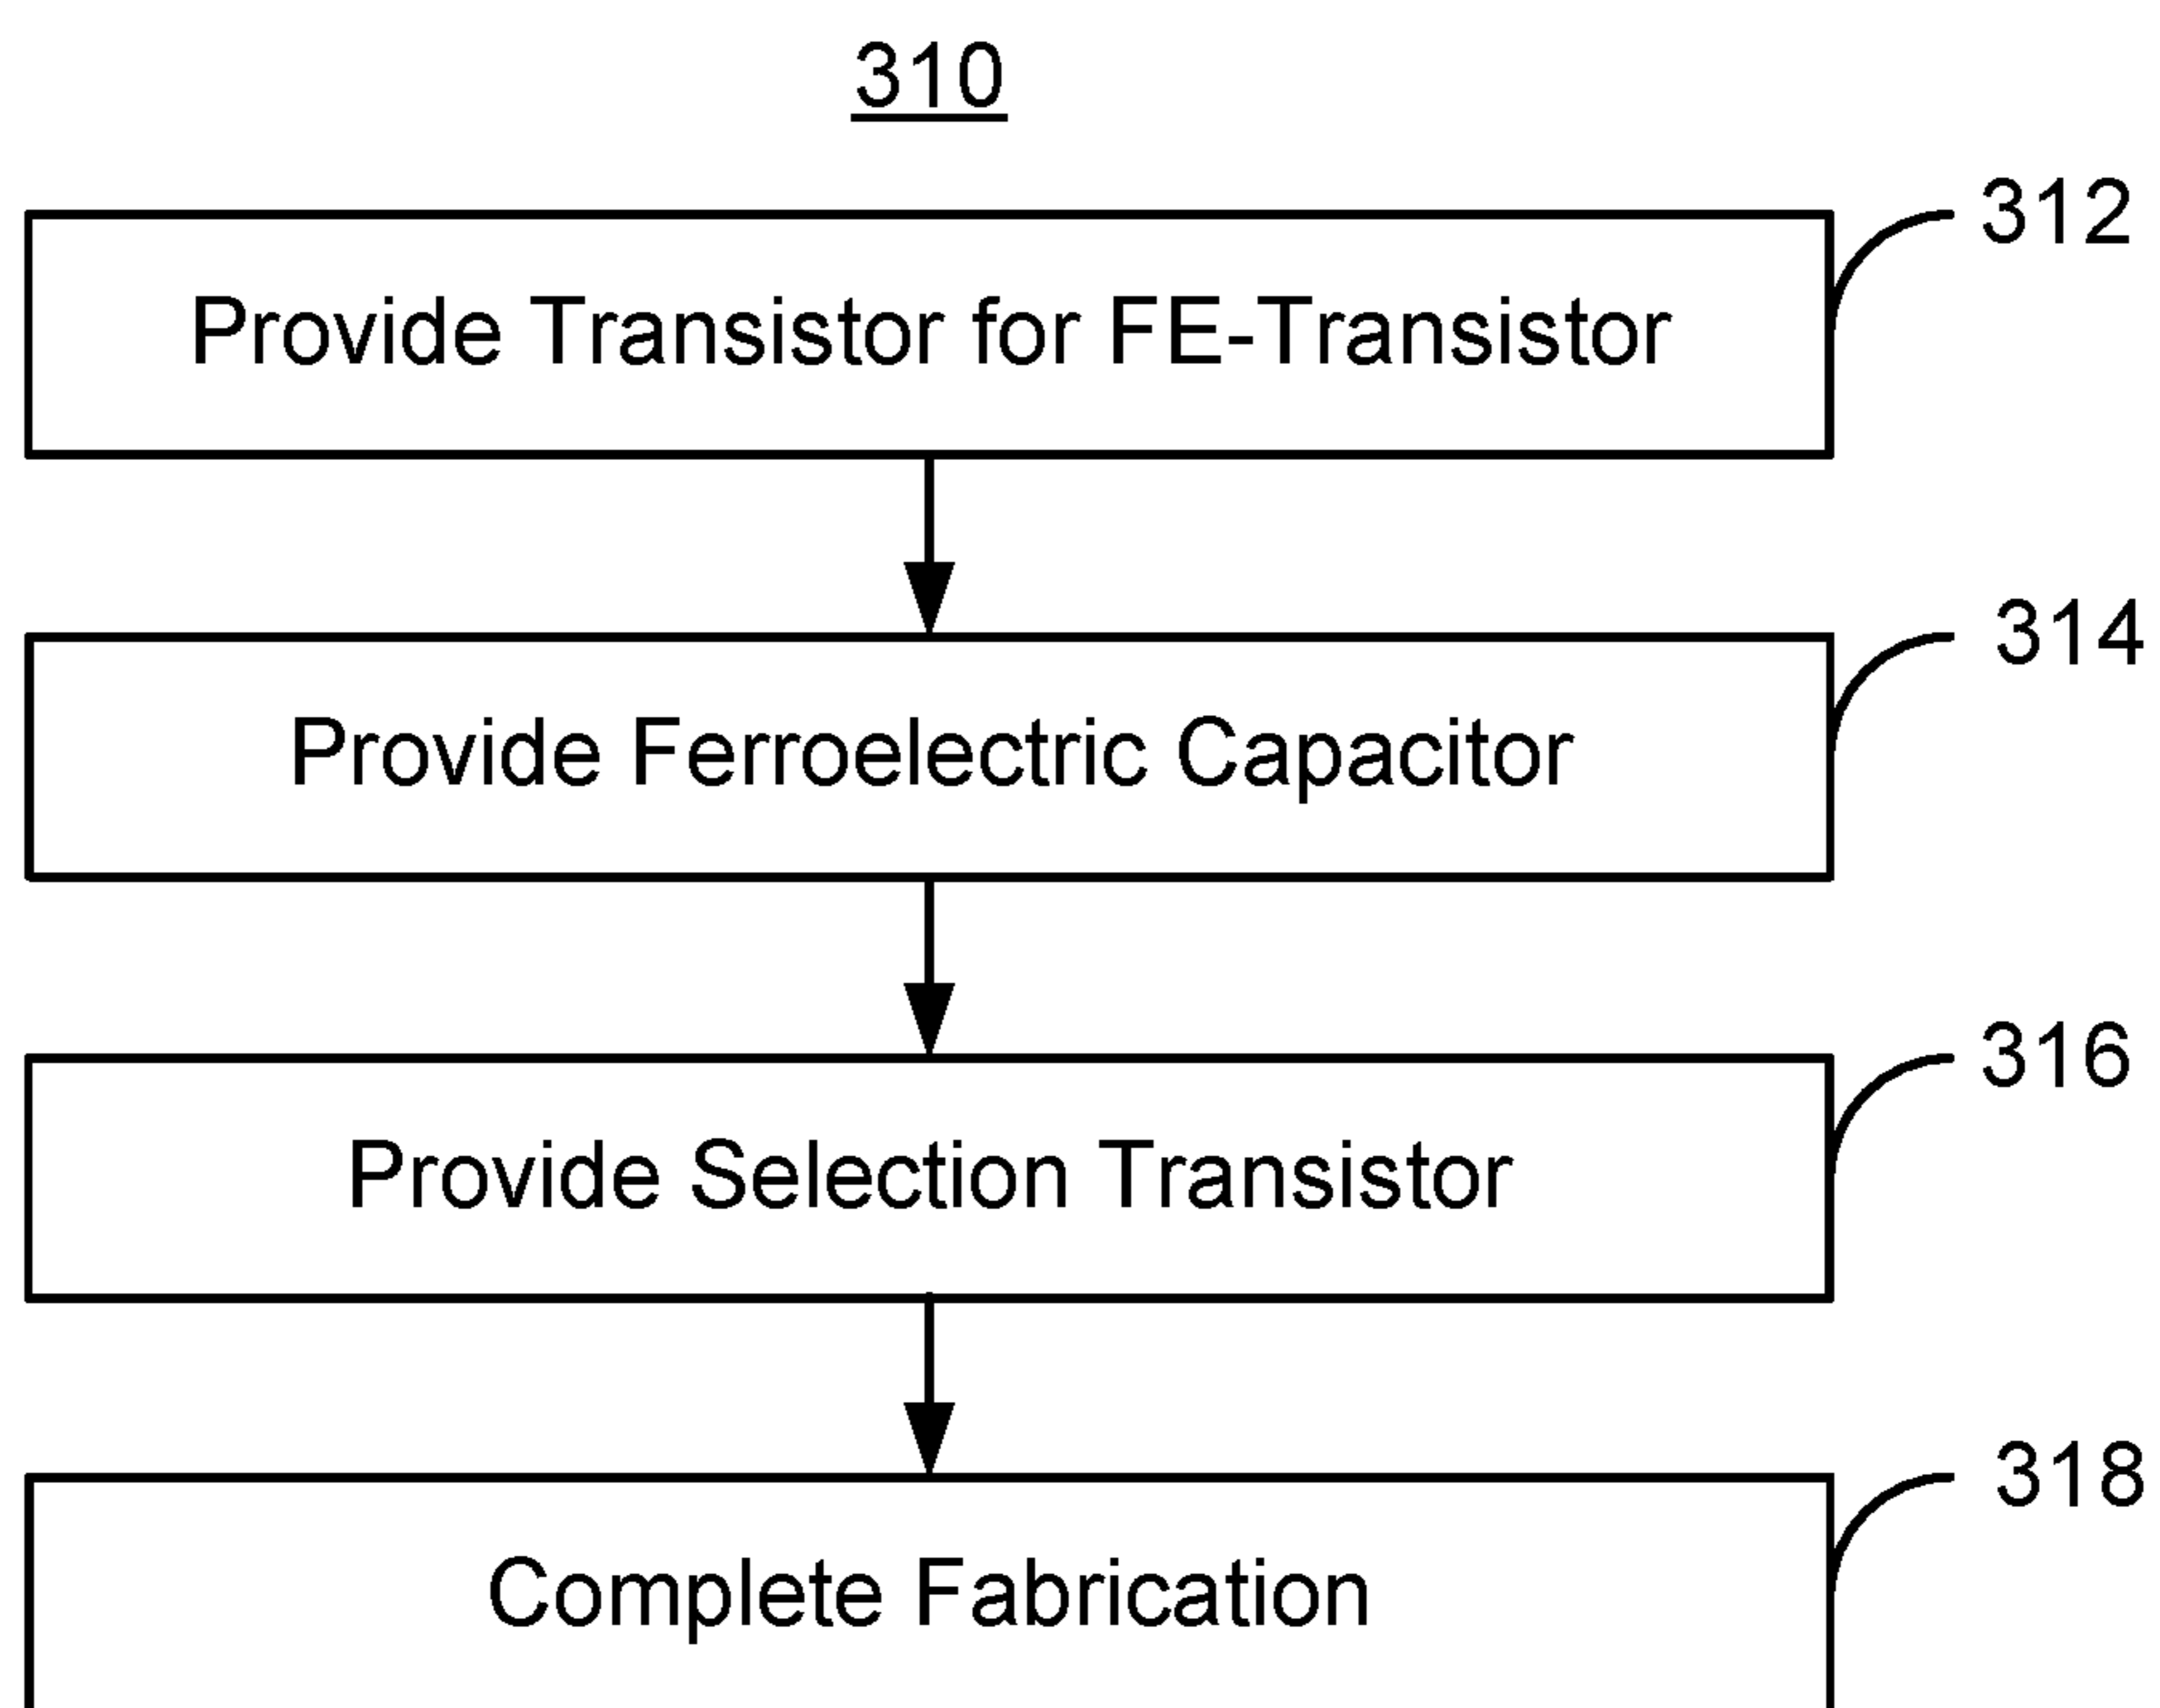 310
312
Provide Transistor for FE-Transistor
314
Provide Ferroelectric Capacitor
316
Provide Selection Transistor
318
Complete Fabrication